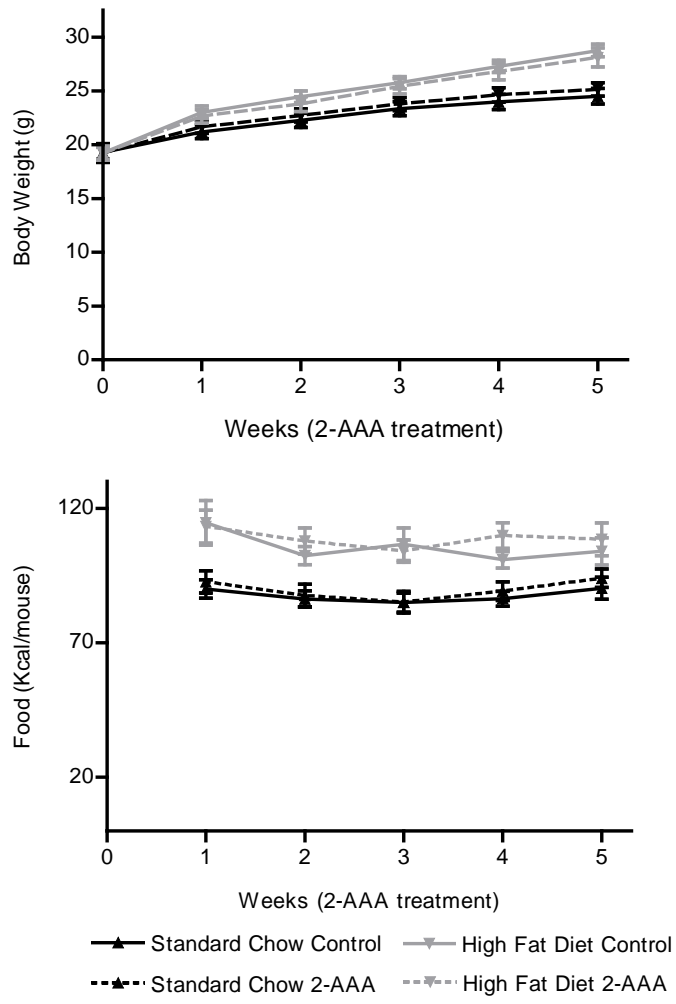 30
25
20
15
10
5
0
Body Weight (g)
0 1 2 3 4 5
Weeks (2-AAA treatment)
120
70
20
Food (Kcal/mouse)
0 1 2 3 4 5
Weeks (2-AAA treatment)
Standard Chow Control High Fat Diet Control
Standard Chow 2-AAA High Fat Diet 2-AAA